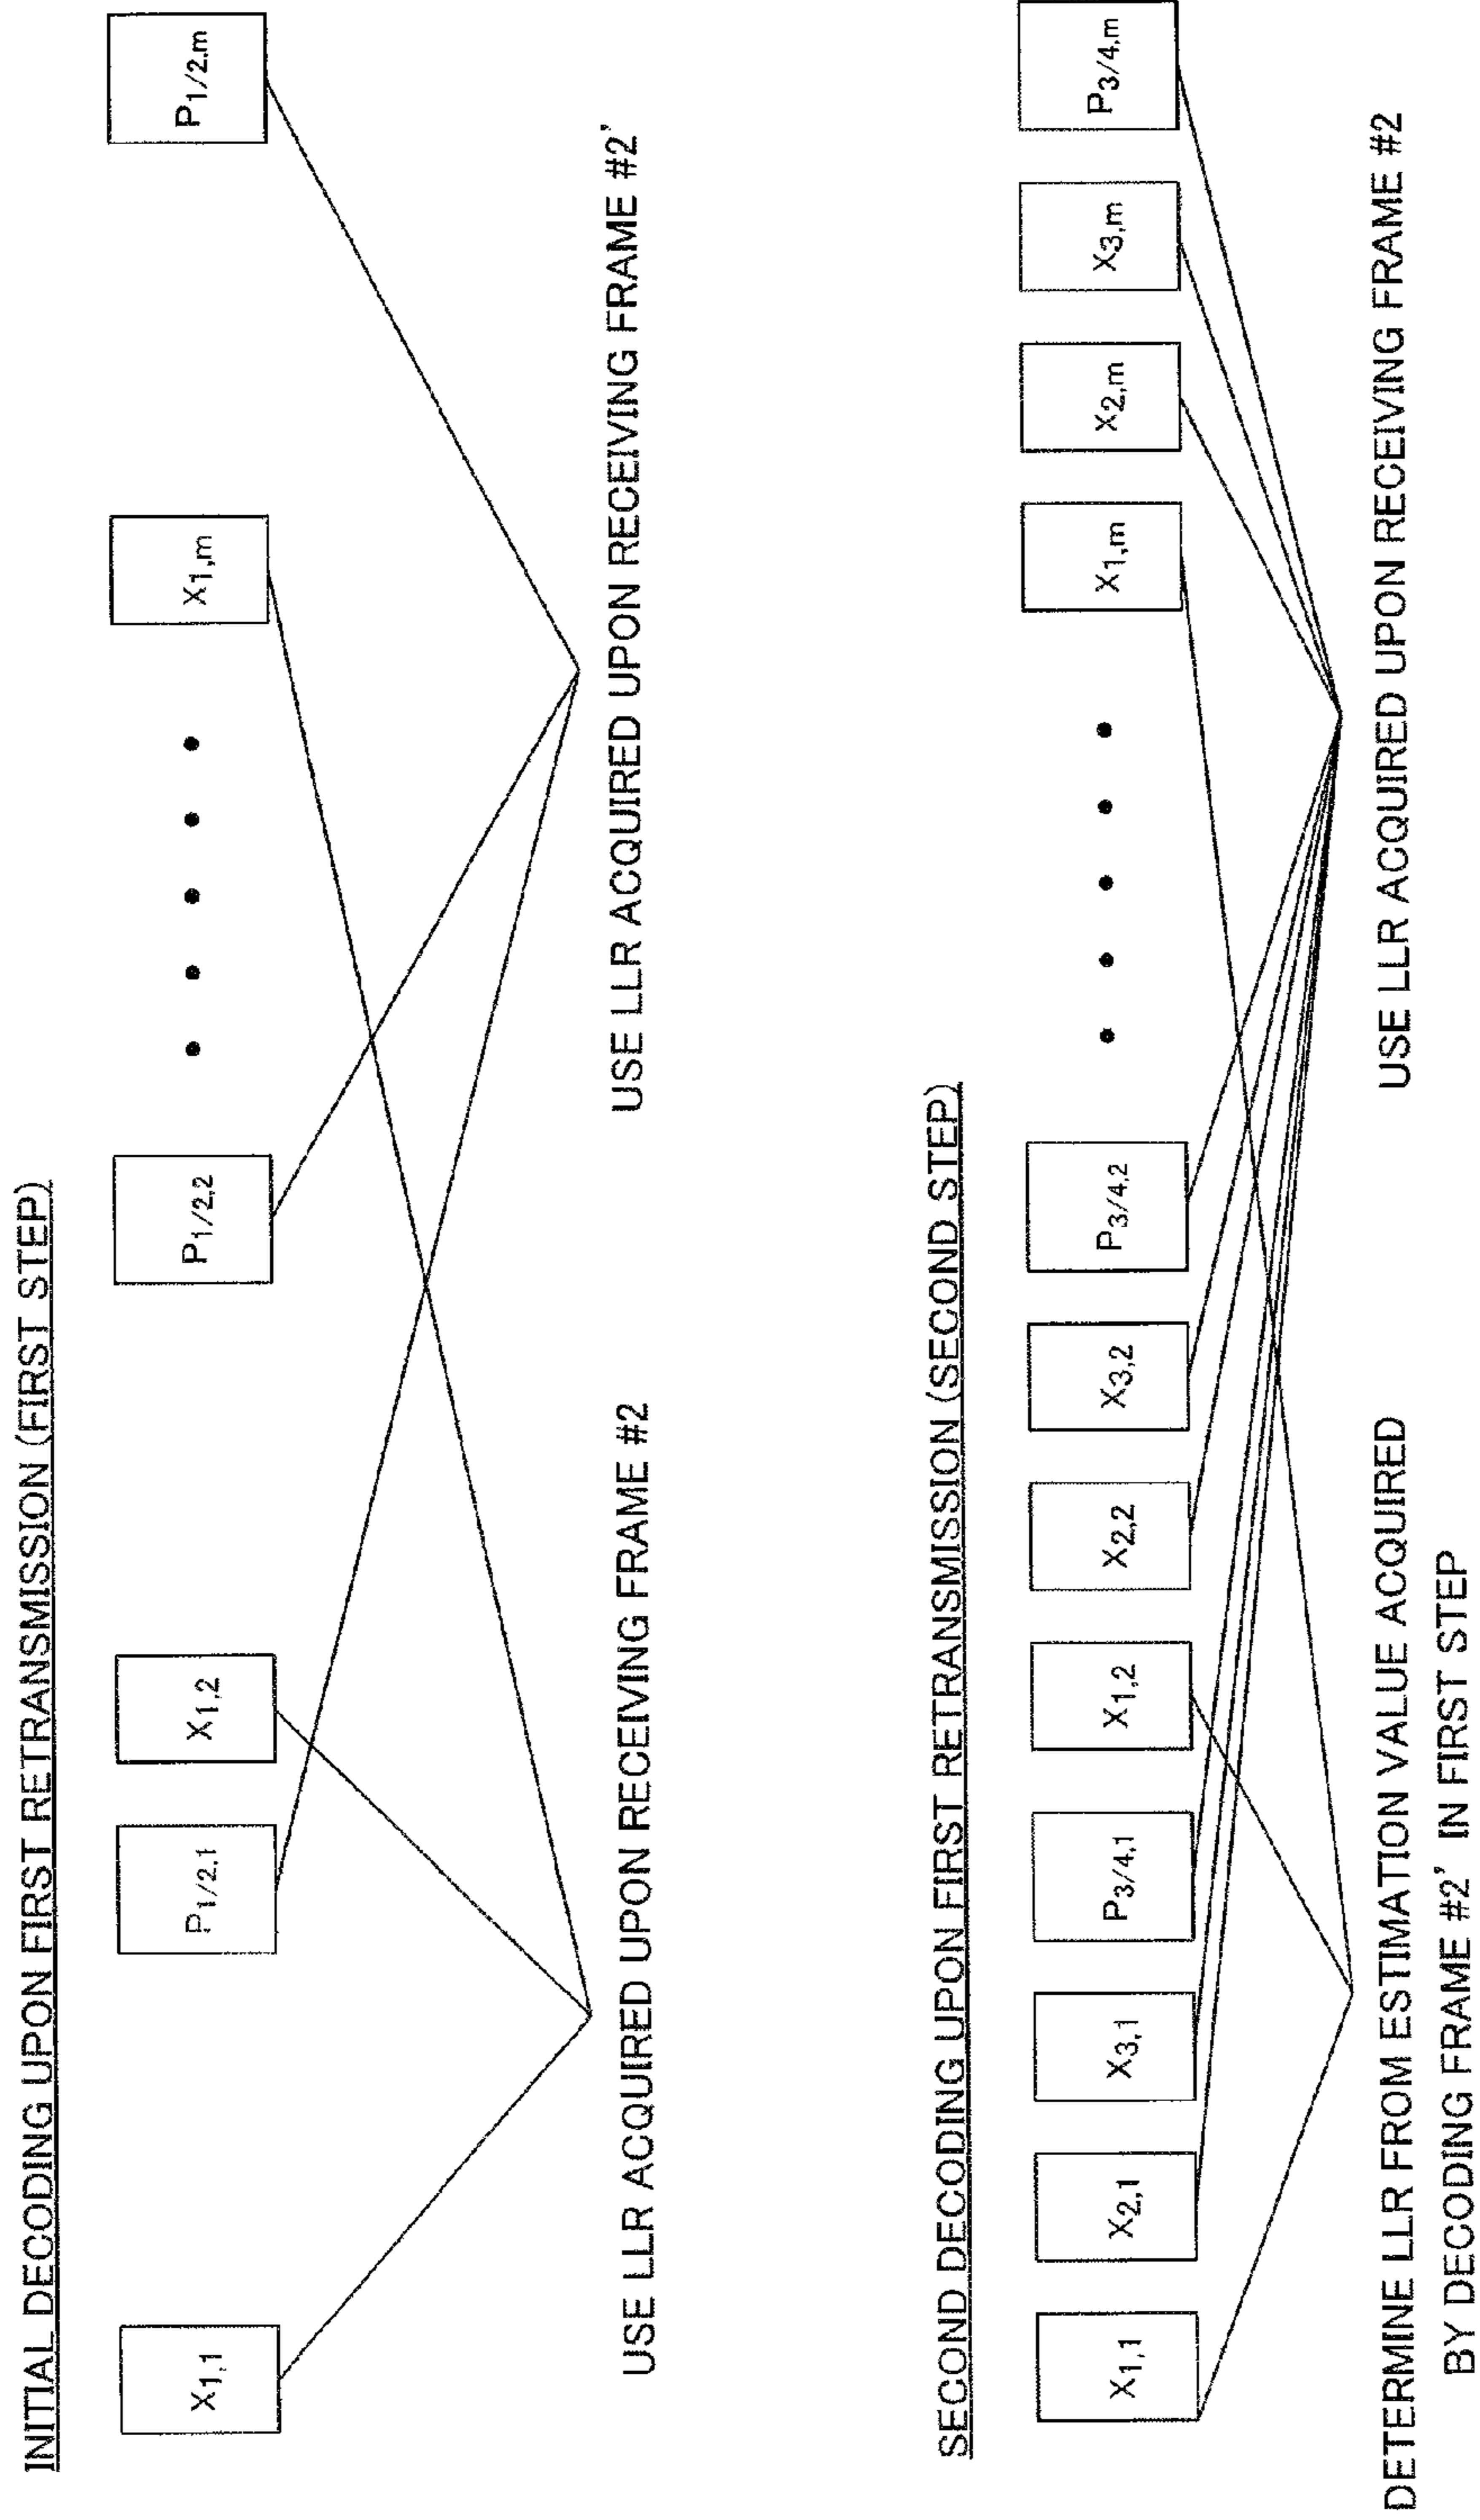 INITIAL DECODING UPON FIRST RETRANSMISSION (FIRST STEP)
X1,1 P1/2,1 X1,2 P1/2,2 • • • • • X1,m P1/2,m
USE LLR ACQUIRED UPON RECEIVING FRAME #2
USE LLR ACQUIRED UPON RECEIVING FRAME #2'
SECOND DECODING UPON FIRST RETRANSMISSION (SECOND STEP)
X1,1 X2,1 X3,1 P3/4,1 X1,2 X2,2 X3,2 P3/4,2 • • • • • X1,m X2,m X3,m P3/4,m
DETERMINE LLR FROM ESTIMATION VALUE ACQUIRED
BY DECODING FRAME #2' IN FIRST STEP
USE LLR ACQUIRED UPON RECEIVING FRAME #2